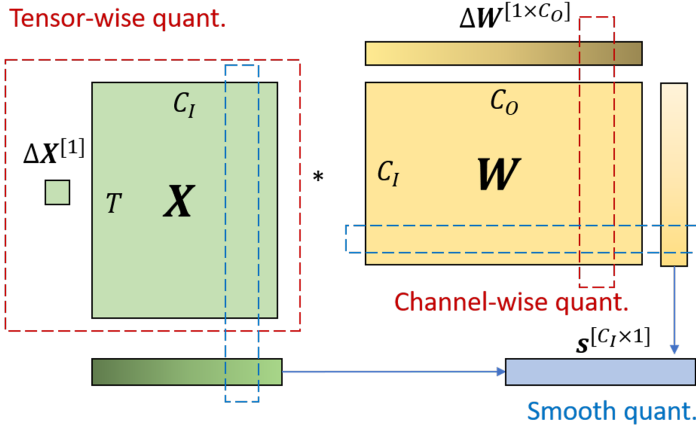 Tensor-wise quant.
ΔW^[1×C_O]
C_I
C_O
ΔX^[1]
T
X
*
C_I
W
Channel-wise quant.
s^[C_I×1]
Smooth quant.